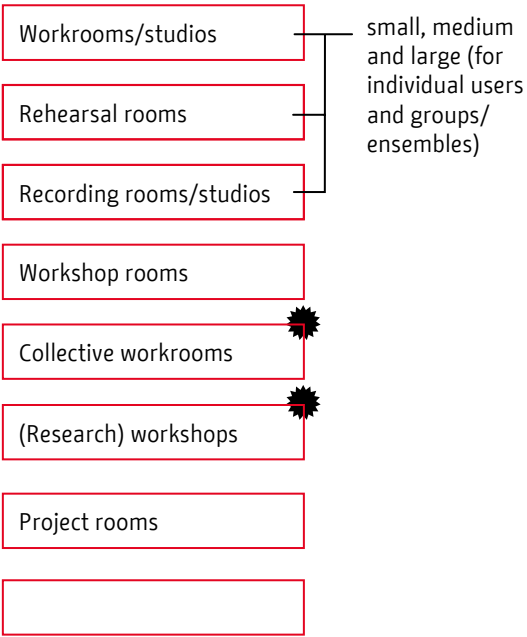 Workrooms/studios
small, medium
and large (for
individual users
and groups/
ensembles)
Rehearsal rooms
Recording rooms/studios
Workshop rooms
Collective workrooms
(Research) workshops
Project rooms